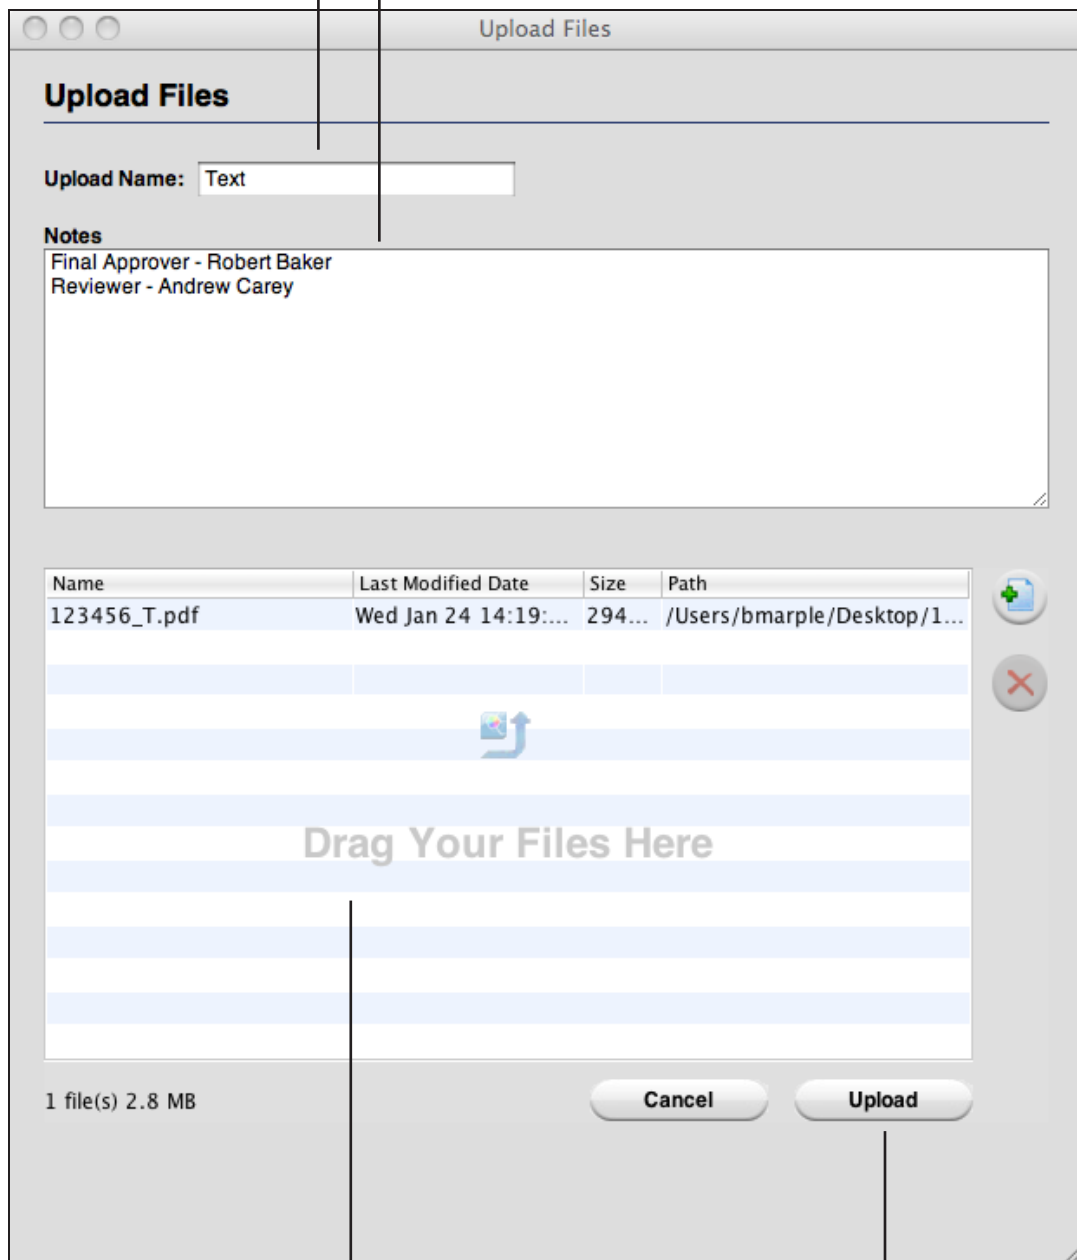 Upload Files
Upload Files
Upload Name: Text
Notes
Final Approver - Robert Baker
Reviewer - Andrew Carey
Name Last Modified Date Size Path
123456_T.pdf Wed Jan 24 14:19:... 294... /Users/bmarple/Desktop/1...
Drag Your Files Here
1 file(s) 2.8 MB Cancel Upload